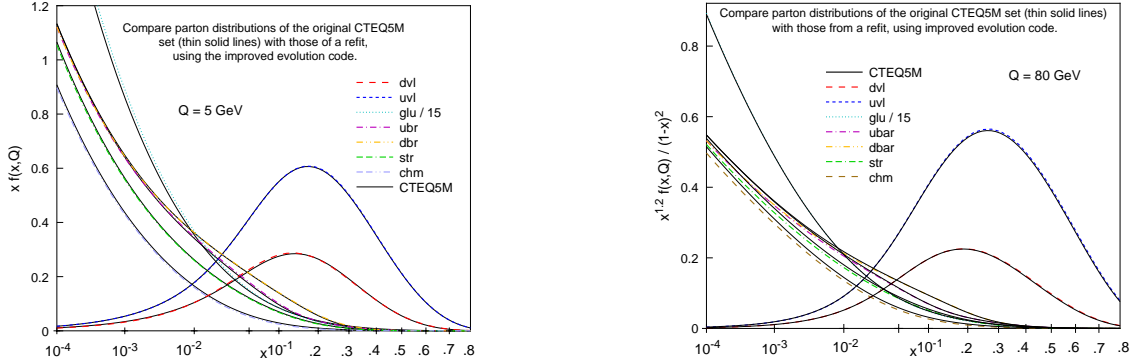 Compare parton distributions of the original CTEQ5M
set (thin solid lines) with those of a refit,
using the improved evolution code.
Q = 5 GeV
dvl
uvl
glu / 15
ubr
dbr
str
chm
CTEQ5M
x f(x,Q)
1.2
1
0.8
0.6
0.4
0.2
0
10-4 10-3 10-2 x 10-1 .2 .3 .4 .5 .6 .7 .8
Compare parton distributions of the original CTEQ5M set (thin solid lines)
with those from a refit, using improved evolution code.
Q = 80 GeV
CTEQ5M
dvl
uvl
glu / 15
ubar
dbar
str
chm
x1.2 f(x,Q) / (1-x)2
0.8
0.6
0.4
0.2
0
10-4 10-3 10-2 x 10-1 .2 .3 .4 .5 .6 .7 .8